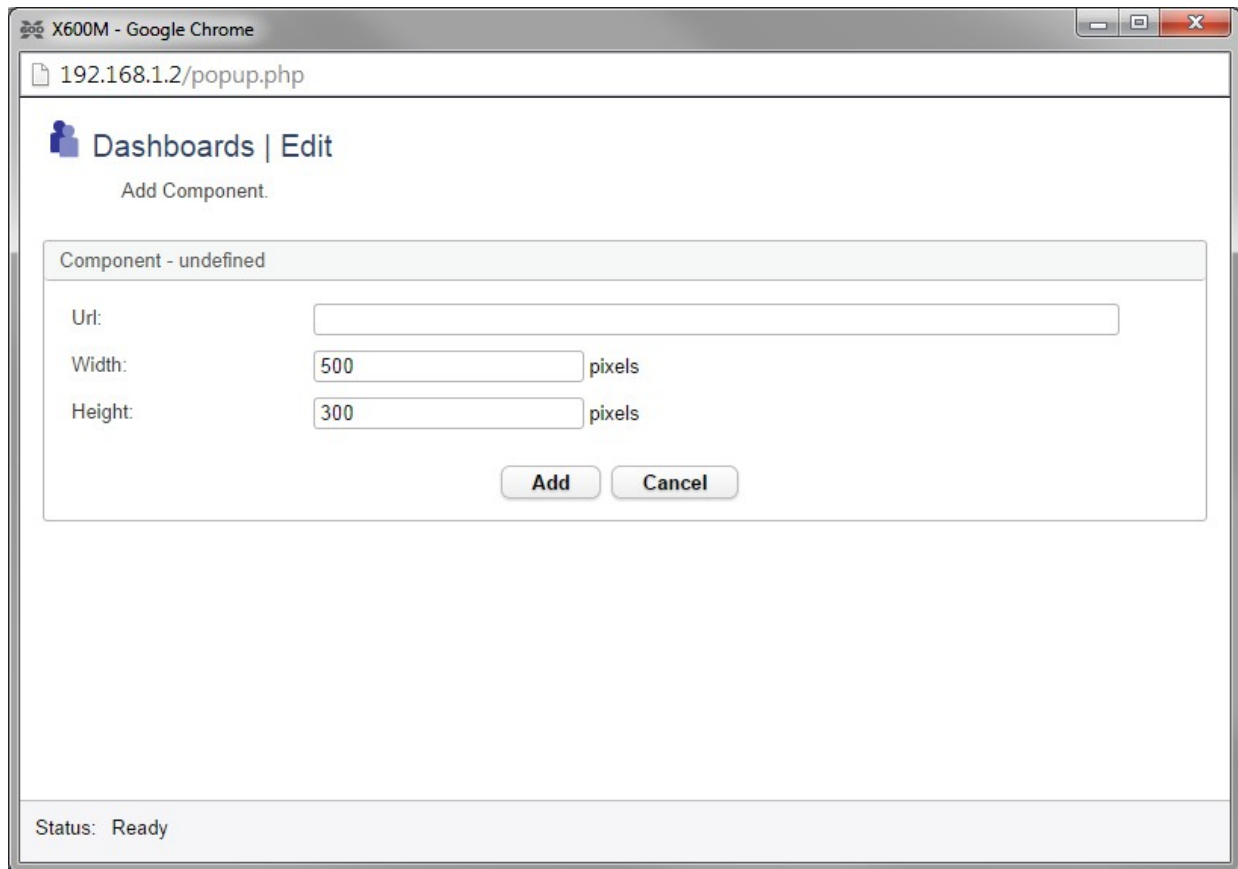 X600M - Google Chrome
192.168.1.2/popup.php
Dashboards | Edit
Add Component.
Component - undefined
Url:
Width: 500 pixels
Height: 300 pixels
Add Cancel
Status: Ready